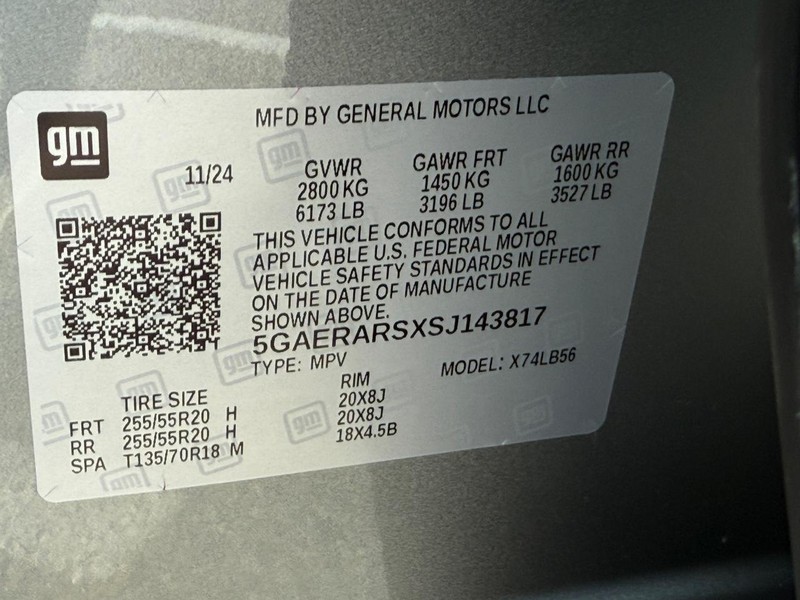 gm
MFD BY GENERAL MOTORS LLC
11/24
GVWR GAWR FRT GAWR RR
2800 KG 1450 KG 1600 KG
6173 LB 3196 LB 3527 LB
THIS VEHICLE CONFORMS TO ALL
APPLICABLE U.S. FEDERAL MOTOR
VEHICLE SAFETY STANDARDS IN EFFECT
ON THE DATE OF MANUFACTURE
SHOWN ABOVE.
5GAERARSXSJ143817
TYPE: MPV MODEL: X74LB56
TIRE SIZE RIM
FRT 255/55R20 H 20X8J
RR 255/55R20 H 20X8J
SPA T135/70R18 M 18X4.5B